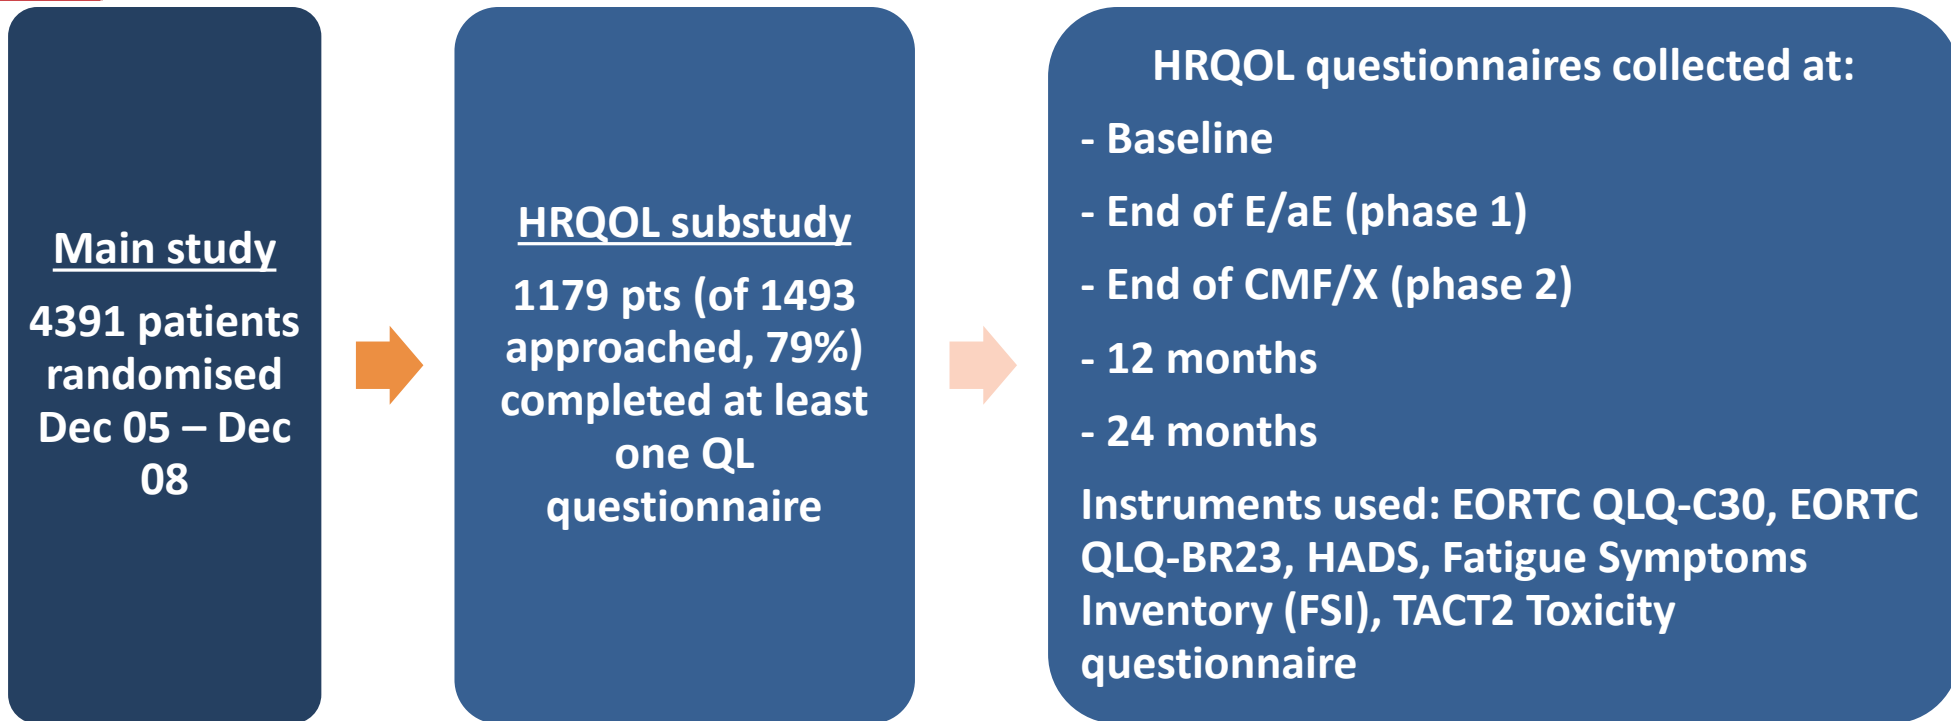 Main study
4391 patients
randomised
Dec 05 – Dec
08
HRQOL substudy
1179 pts (of 1493
approached, 79%)
completed at least
one QL
questionnaire
HRQOL questionnaires collected at:
- Baseline
- End of E/aE (phase 1)
- End of CMF/X (phase 2)
- 12 months
- 24 months
Instruments used: EORTC QLQ-C30, EORTC
QLQ-BR23, HADS, Fatigue Symptoms
Inventory (FSI), TACT2 Toxicity
questionnaire